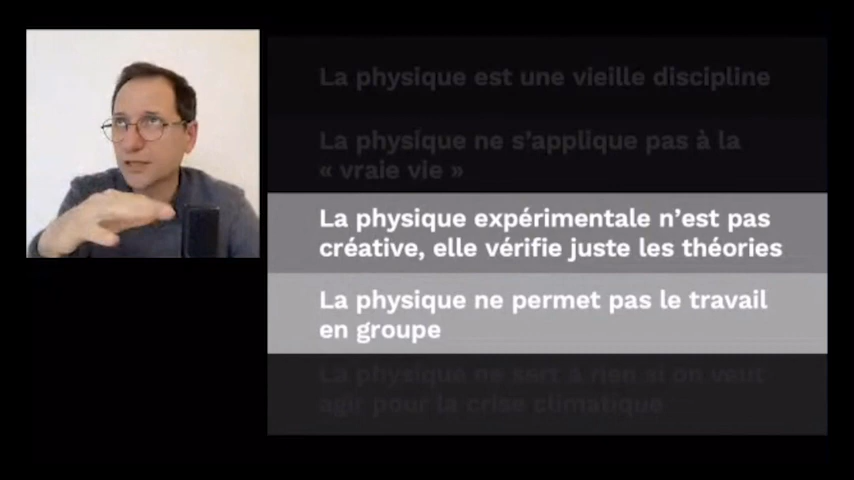 La physique est une vieille discipline
La physique ne s'applique pas à la
« vraie vie »
La physique expérimentale n'est pas
créative, elle vérifie juste les théories
La physique ne permet pas le travail
en groupe
La physique ne sert à rien si on veut
agir pour la crise climatique